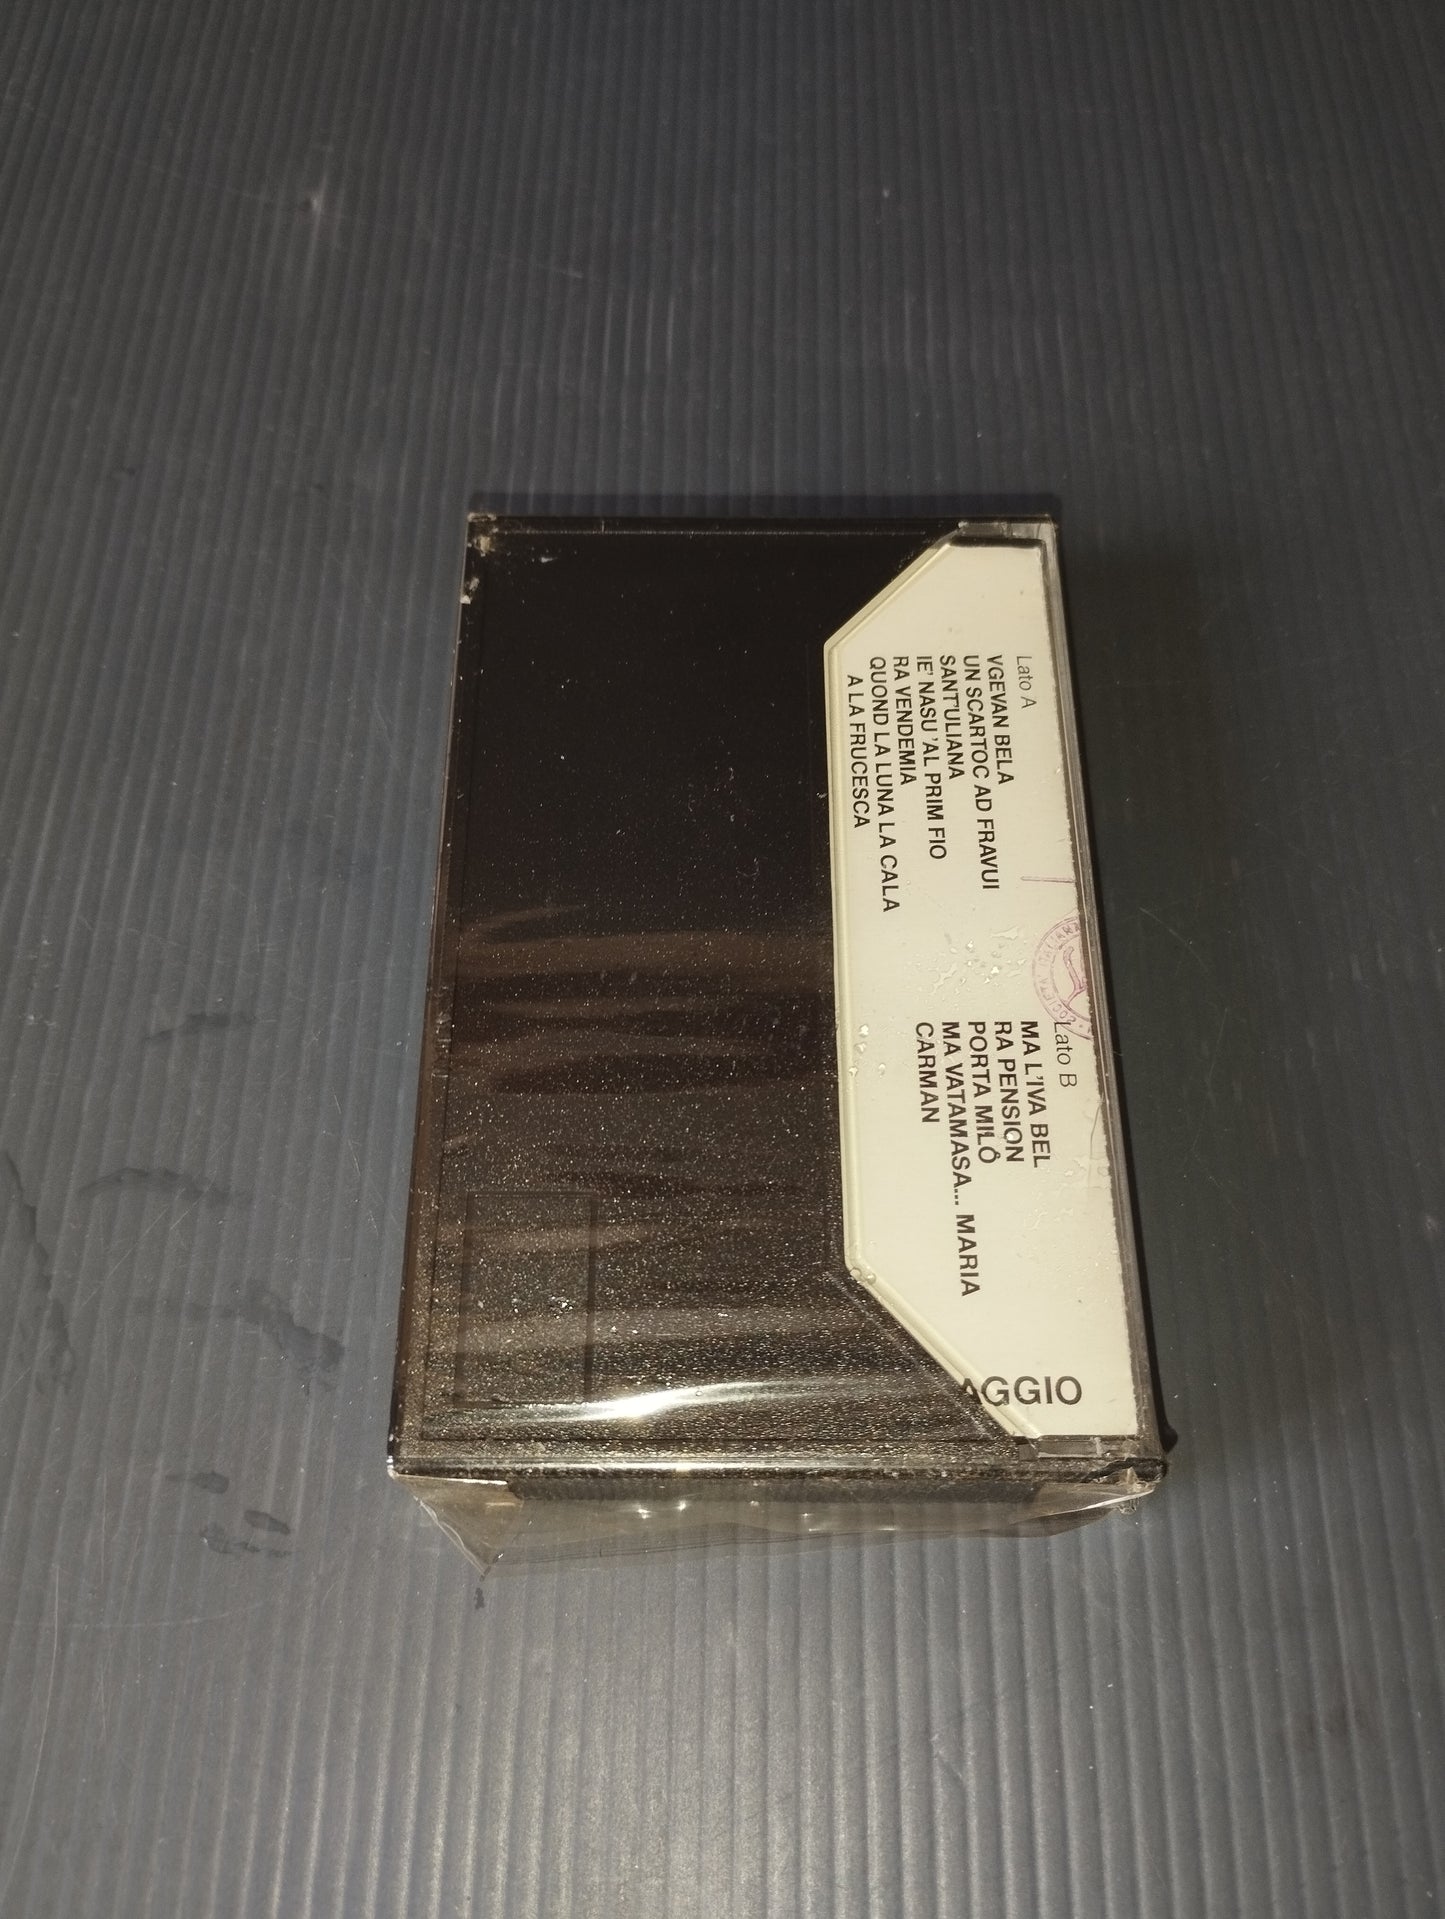 Lato A
VGEVAN BELA
UN SCARTOC AD FRAVUI
SANT'ULIANA
IE' NASU 'AL PRIM FIO
RA VENDEMIA
QUOND LA LUNA LA CALA
A LA FRUCESCA
Lato B
MA L'IVA BEL
RA PENSION
PORTA MILÔ
MA VATAMASA... MARIA
CARMAN
AGGIO